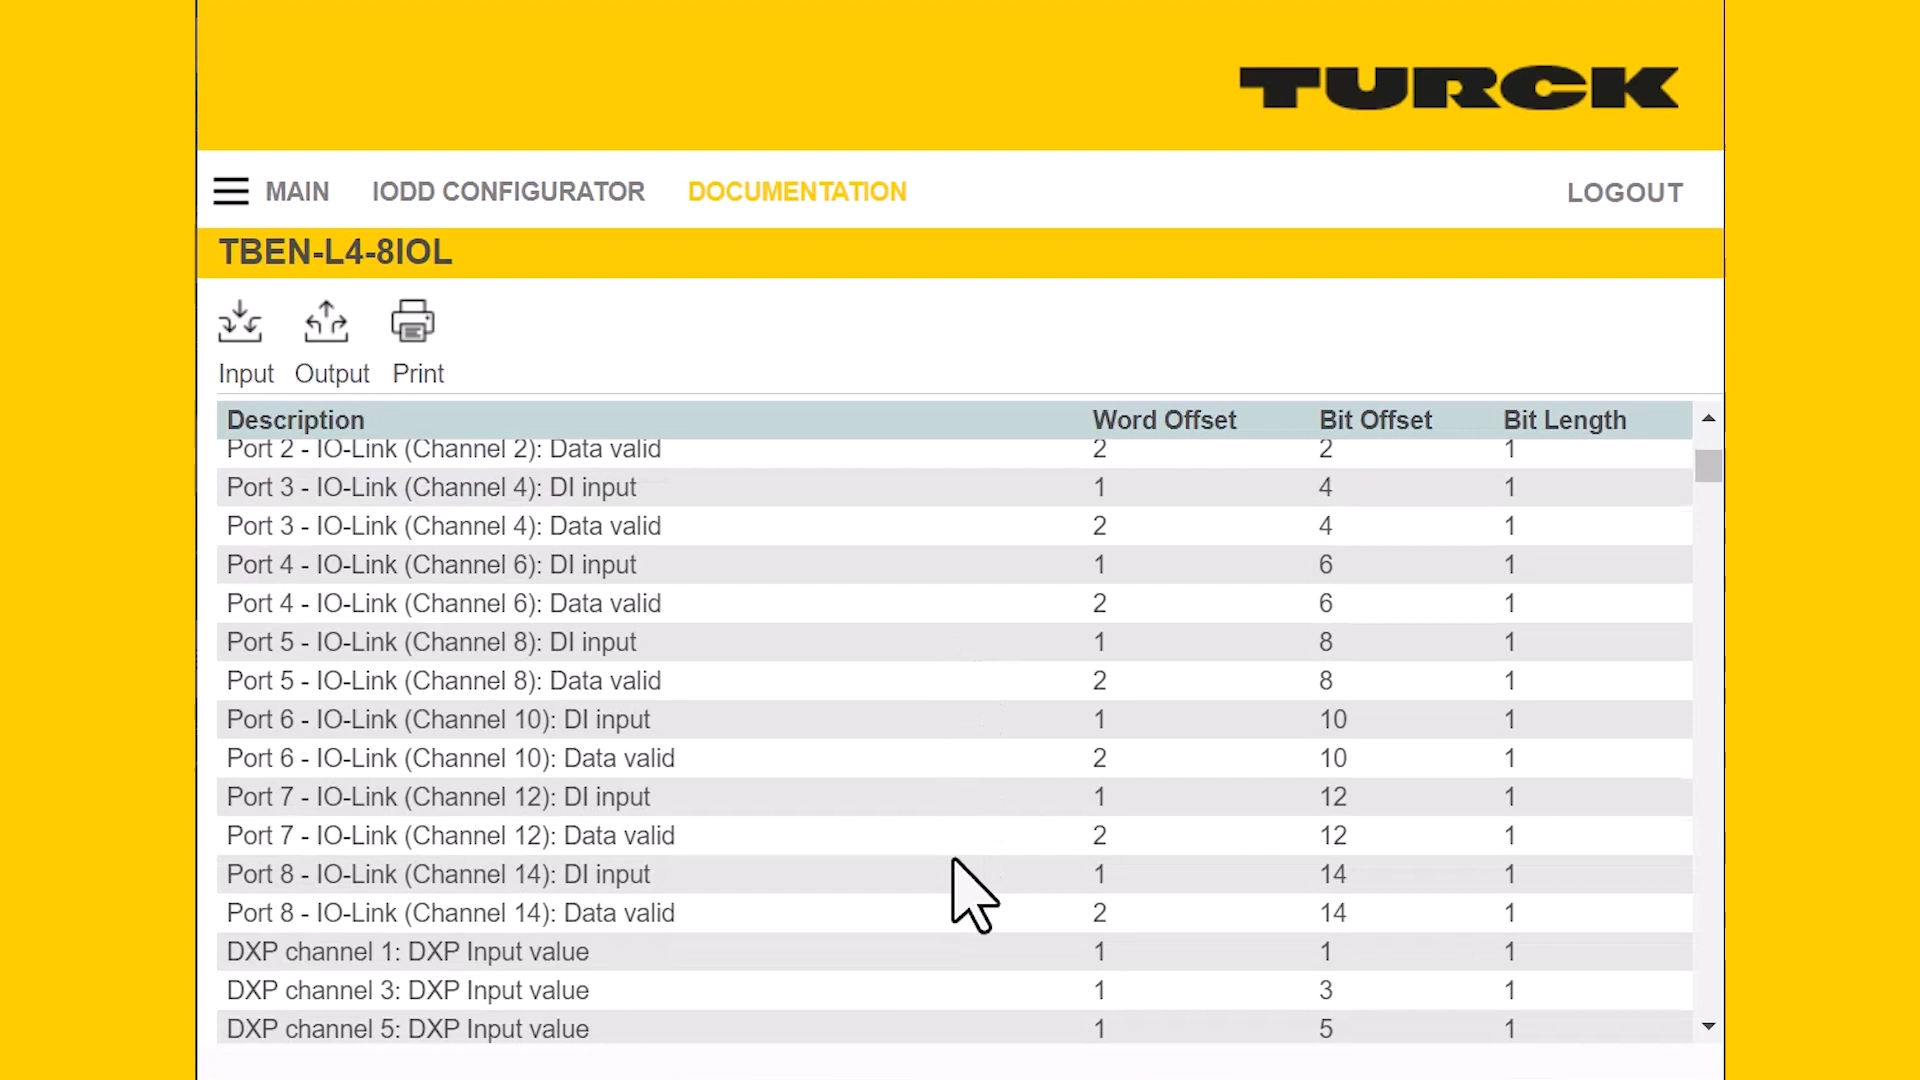 TURCK
MAIN IODD CONFIGURATOR DOCUMENTATION LOGOUT
TBEN-L4-8IOL
Input Output Print
Description Word Offset Bit Offset Bit Length
Port 2 - IO-Link (Channel 2): Data valid 2 2 1
Port 3 - IO-Link (Channel 4): DI input 1 4 1
Port 3 - IO-Link (Channel 4): Data valid 2 4 1
Port 4 - IO-Link (Channel 6): DI input 1 6 1
Port 4 - IO-Link (Channel 6): Data valid 2 6 1
Port 5 - IO-Link (Channel 8): DI input 1 8 1
Port 5 - IO-Link (Channel 8): Data valid 2 8 1
Port 6 - IO-Link (Channel 10): DI input 1 10 1
Port 6 - IO-Link (Channel 10): Data valid 2 10 1
Port 7 - IO-Link (Channel 12): DI input 1 12 1
Port 7 - IO-Link (Channel 12): Data valid 2 12 1
Port 8 - IO-Link (Channel 14): DI input 1 14 1
Port 8 - IO-Link (Channel 14): Data valid 2 14 1
DXP channel 1: DXP Input value 1 1 1
DXP channel 3: DXP Input value 1 3 1
DXP channel 5: DXP Input value 1 5 1